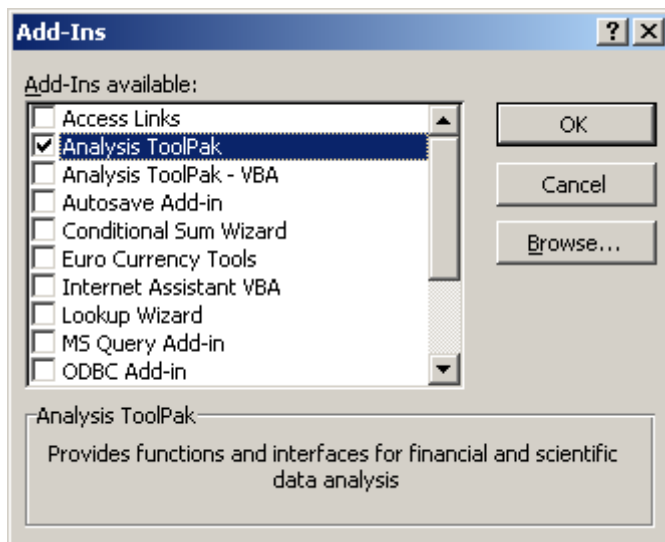 Add-Ins
Add-Ins available:
Access Links
Analysis ToolPak
Analysis ToolPak - VBA
Autosave Add-in
Conditional Sum Wizard
Euro Currency Tools
Internet Assistant VBA
Lookup Wizard
MS Query Add-in
ODBC Add-in
OK
Cancel
Browse...
Analysis ToolPak
Provides functions and interfaces for financial and scientific
data analysis